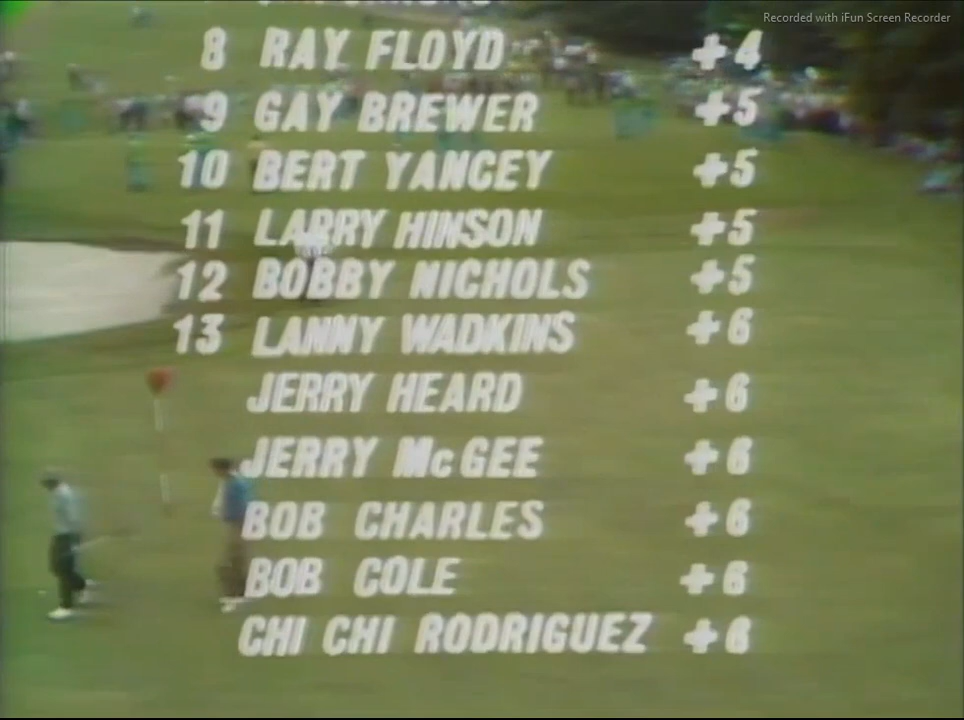 Recorded with iFun Screen Recorder
8 RAY FLOYD +4
9 GAY BREWER +5
10 BERT YANCEY +5
11 LARRY HINSON +5
12 BOBBY NICHOLS +5
13 LANNY WADKINS +6
JERRY HEARD +6
JERRY McGEE +6
BOB CHARLES +6
BOB COLE +6
CHI CHI RODRIGUEZ +6